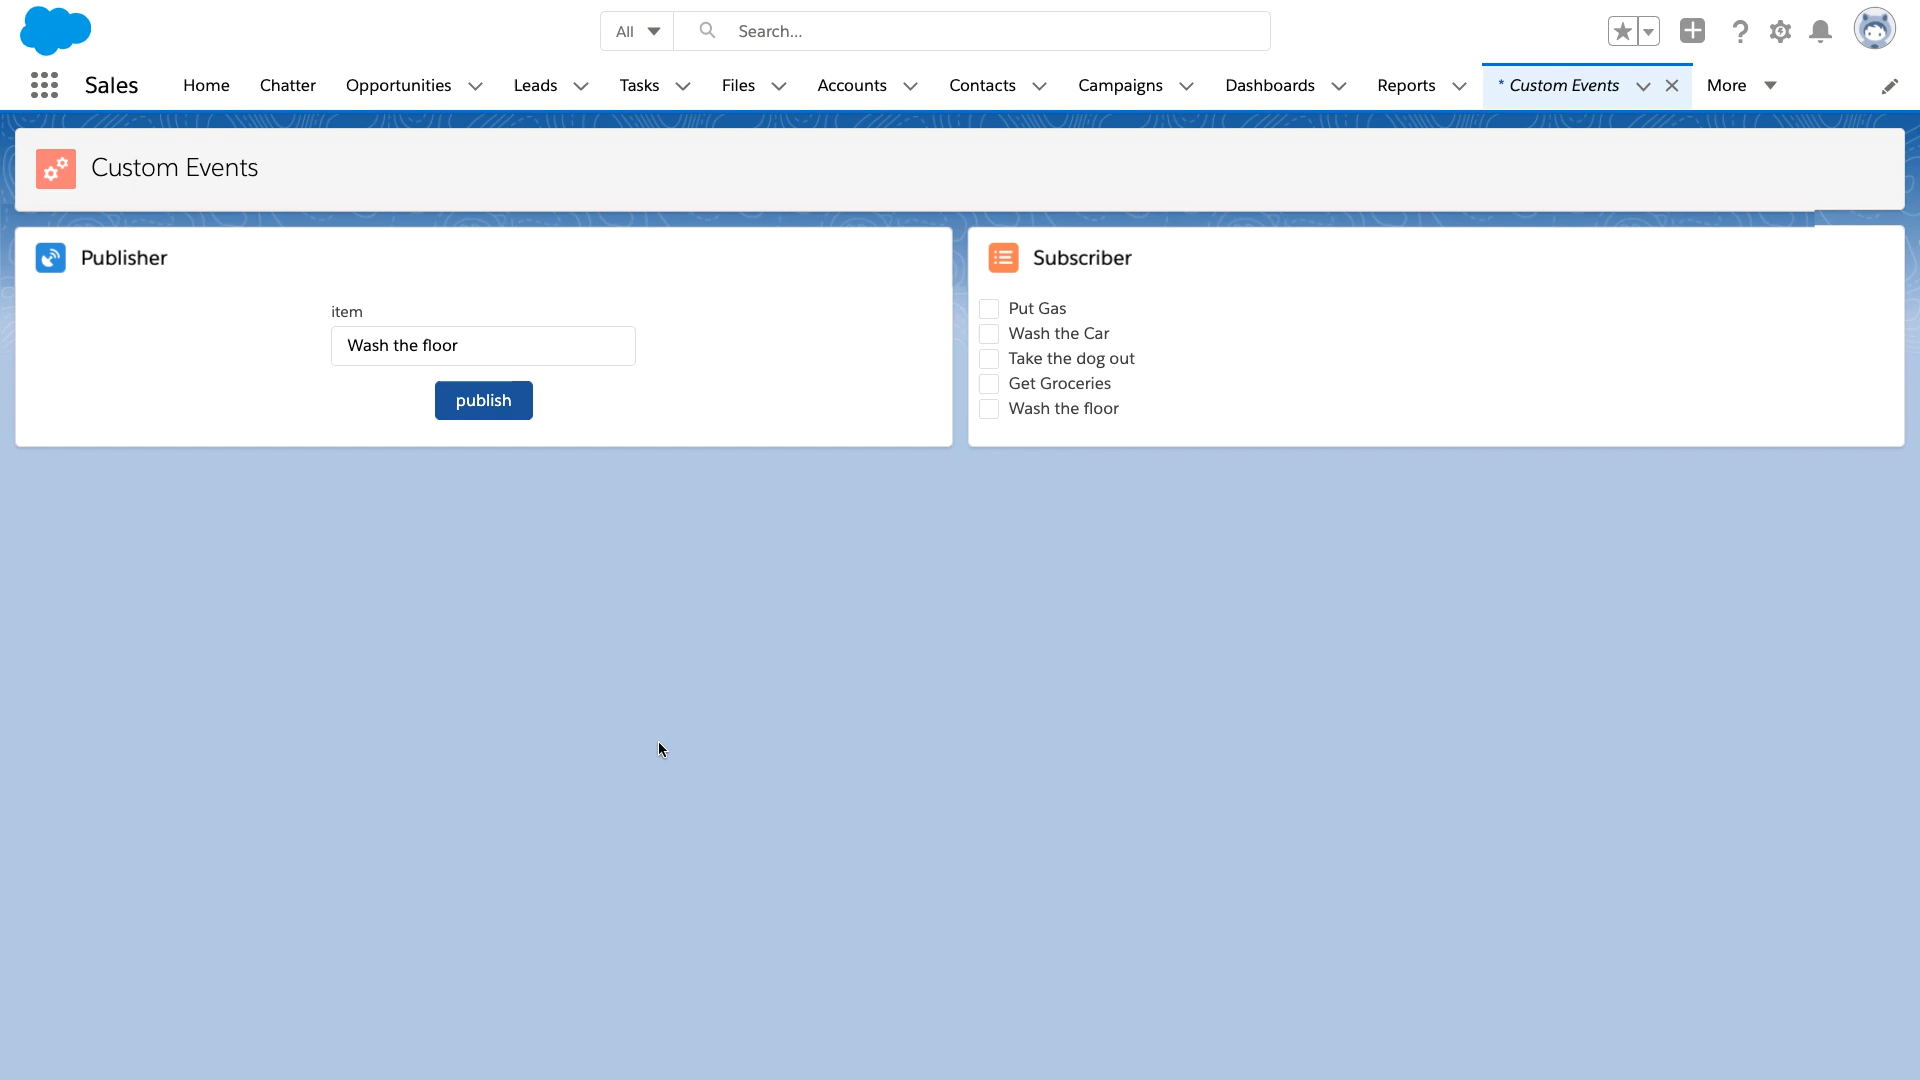 All
Search...
Sales
Home
Chatter
Opportunities
Leads
Tasks
Files
Accounts
Contacts
Campaigns
Dashboards
Reports
* Custom Events
More
Custom Events
Publisher
item
Wash the floor
publish
Subscriber
Put Gas
Wash the Car
Take the dog out
Get Groceries
Wash the floor